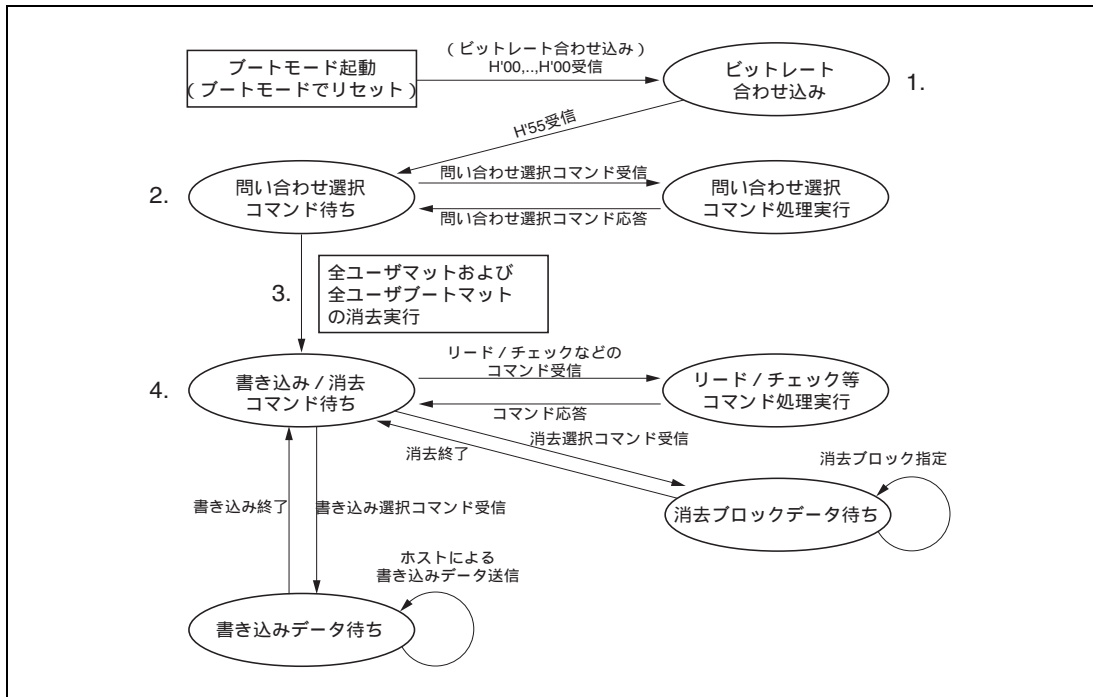 ブートモード起動
(ブートモードでリセット)
(ビットレート合わせ込み)
H'00,..,H'00受信
ビットレート
合わせ込み
1.
H'55受信
2.
問い合わせ選択
コマンド待ち
問い合わせ選択コマンド受信
問い合わせ選択コマンド応答
問い合わせ選択
コマンド処理実行
3.
全ユーザマットおよび
全ユーザブートマット
の消去実行
4.
書き込み / 消去
コマンド待ち
リード / チェックなどの
コマンド受信
コマンド応答
リード / チェック等
コマンド処理実行
消去選択コマンド受信
消去終了
消去ブロック指定
消去ブロックデータ待ち
書き込み終了
書き込み選択コマンド受信
ホストによる
書き込みデータ送信
書き込みデータ待ち